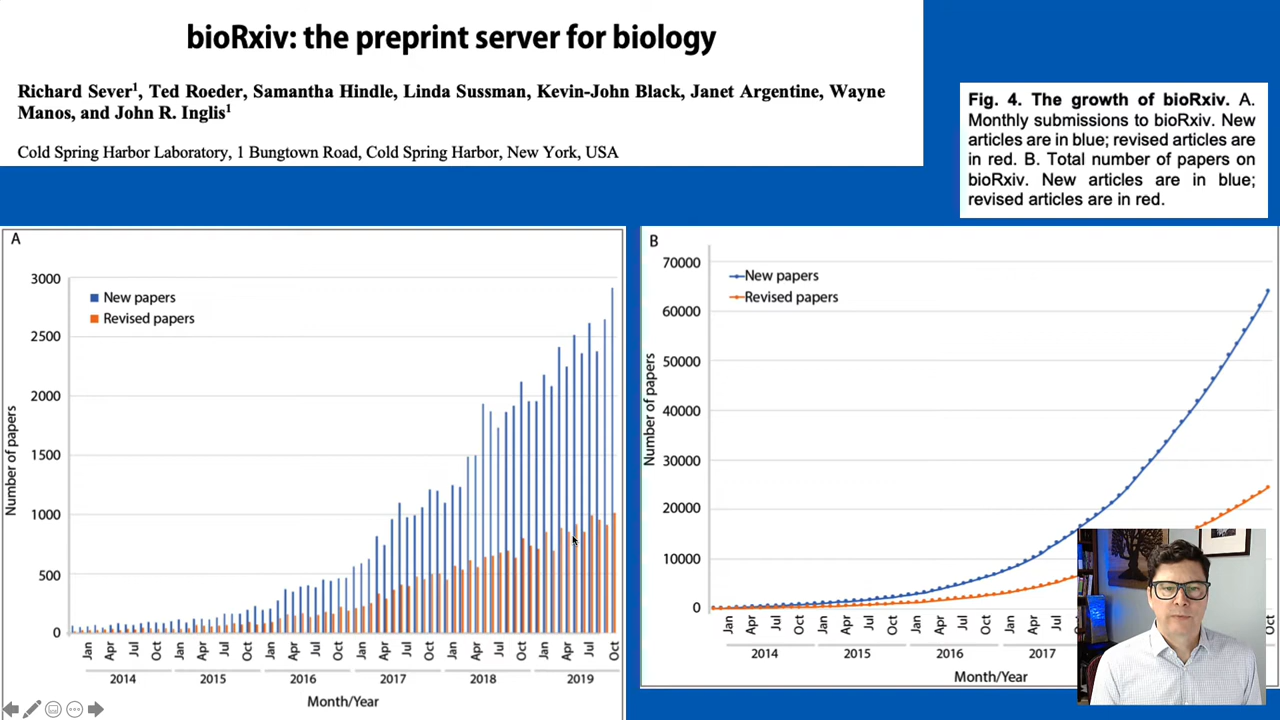 bioRxiv: the preprint server for biology
Richard Sever1, Ted Roeder, Samantha Hindle, Linda Sussman, Kevin-John Black, Janet Argentine, Wayne
Manos, and John R. Inglis1
Cold Spring Harbor Laboratory, 1 Bungtown Road, Cold Spring Harbor, New York, USA
Fig. 4. The growth of bioRxiv. A.
Monthly submissions to bioRxiv. New
articles are in blue; revised articles are
in red. B. Total number of papers on
bioRxiv. New articles are in blue;
revised articles are in red.
A
3000
2500
2000
1500
1000
500
0
Number of papers
New papers
Revised papers
Jan Apr Jul Oct Jan Apr Jul Oct Jan Apr Jul Oct Jan Apr Jul Oct Jan Apr Jul Oct Jan Apr Jul Oct
2014 2015 2016 2017 2018 2019
Month/Year
B
70000
60000
50000
40000
30000
20000
10000
0
Number of papers
New papers
Revised papers
Jan Apr Jul Oct Jan Apr Jul Oct Jan Apr Jul Oct Jan Apr Jul Oct
2014 2015 2016 2017
Month/Year